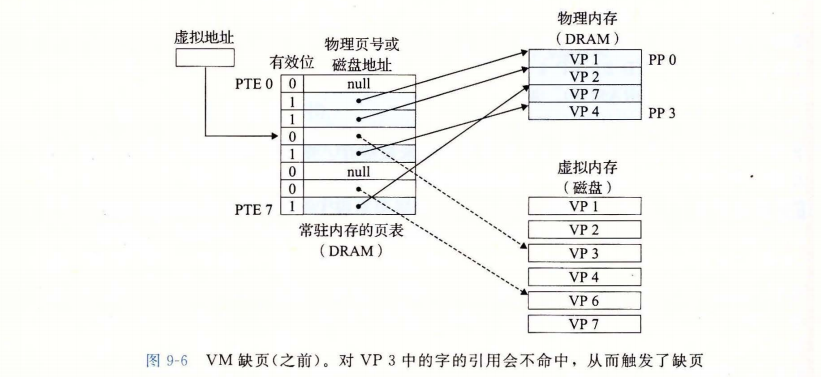 虚拟地址
物理页号或
有效位 磁盘地址
PTE 0 0 null
1
1
0
1
0 null
0
PTE 7 1
常驻内存的页表
(DRAM)
物理内存
(DRAM)
VP 1 PP 0
VP 2
VP 7
VP 4 PP 3
虚拟内存
(磁盘)
VP 1
VP 2
VP 3
VP 4
VP 6
VP 7
图 9-6 VM 缺页(之前)。对 VP 3 中的字的引用会不命中,从而触发了缺页